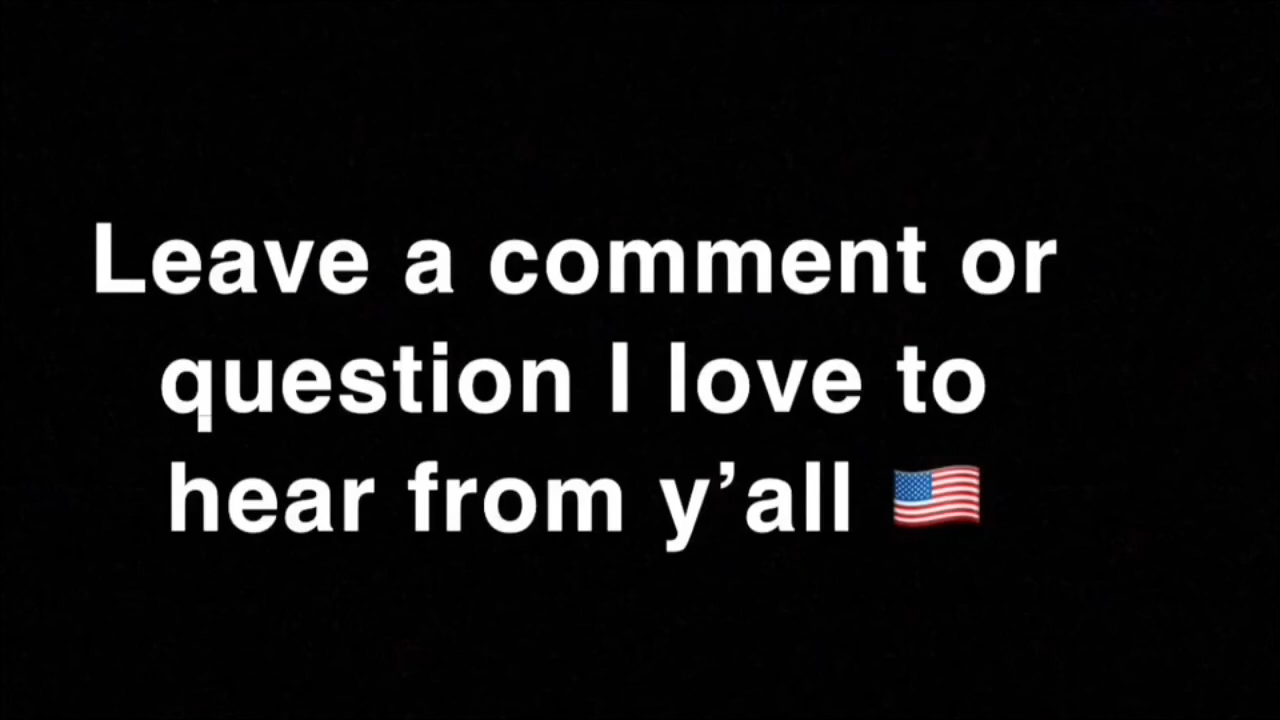 Leave a comment or
question I love to
hear from y’all 🇺🇸